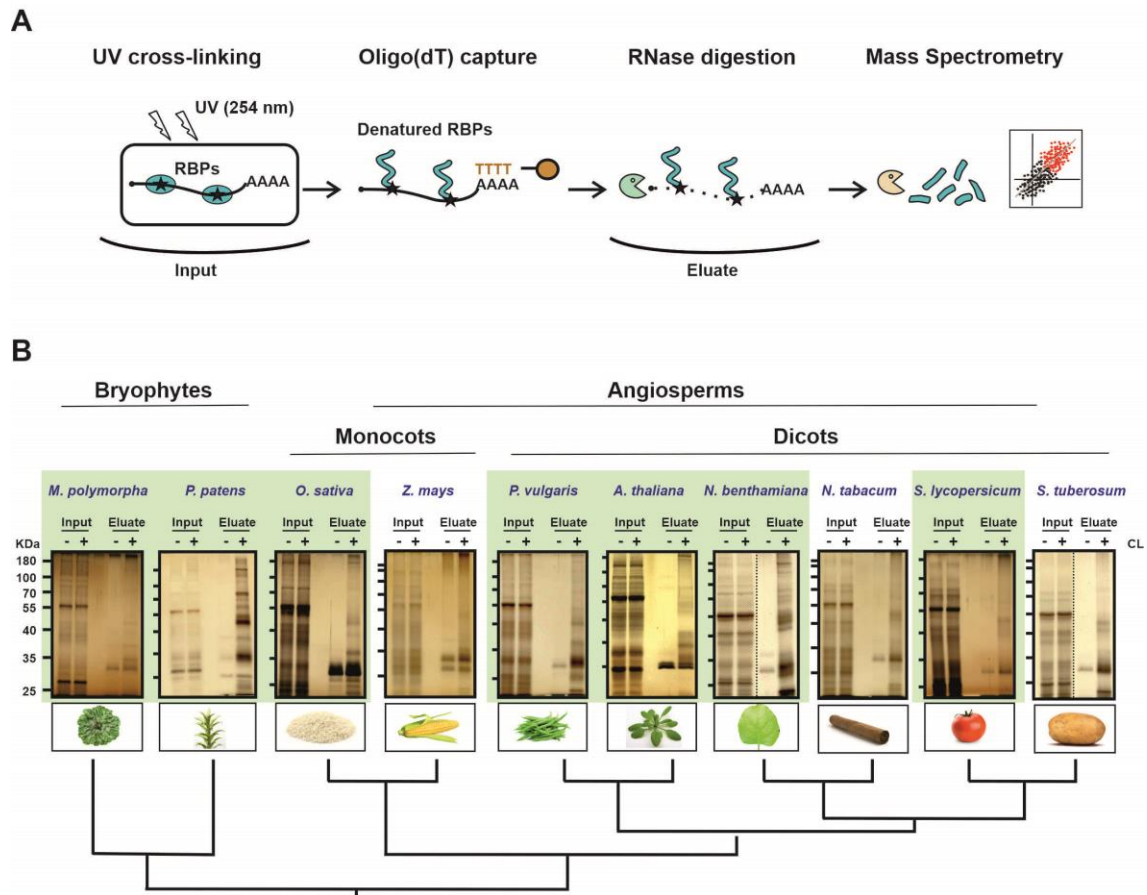 A
UV cross-linking Oligo(dT) capture RNase digestion Mass Spectrometry
UV (254 nm)
RBPs
AAAA
Denatured RBPs
TTTT
AAAA
AAAA
Input
Eluate
B
Bryophytes Angiosperms
Monocots Dicots
M. polymorpha P. patens O. sativa Z. mays P. vulgaris A. thaliana N. benthamiana N. tabacum S. lycopersicum S. tuberosum
Input Eluate Input Eluate Input Eluate Input Eluate Input Eluate Input Eluate Input Eluate Input Eluate Input Eluate Input Eluate
KDa - + - + - + - + - + - + - + - + - + - + - + - + - + - + - + - + - + - + - + - + CL
180
100
70
55
40
35
25